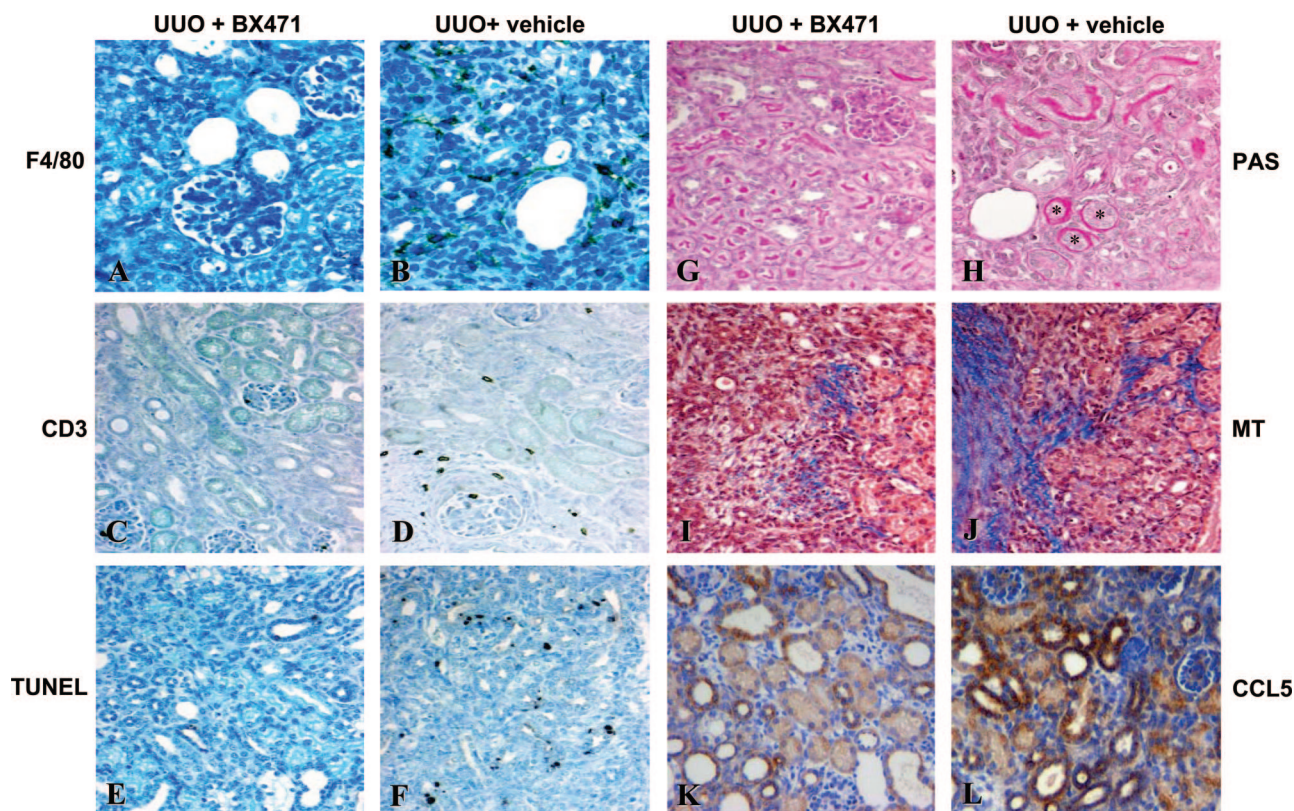 UUO + BX471 UUO+ vehicle UUO + BX471 UUO + vehicle
F4/80 A B G H * * * * PAS
CD3 C D I J MT
TUNEL E F K L CCL5